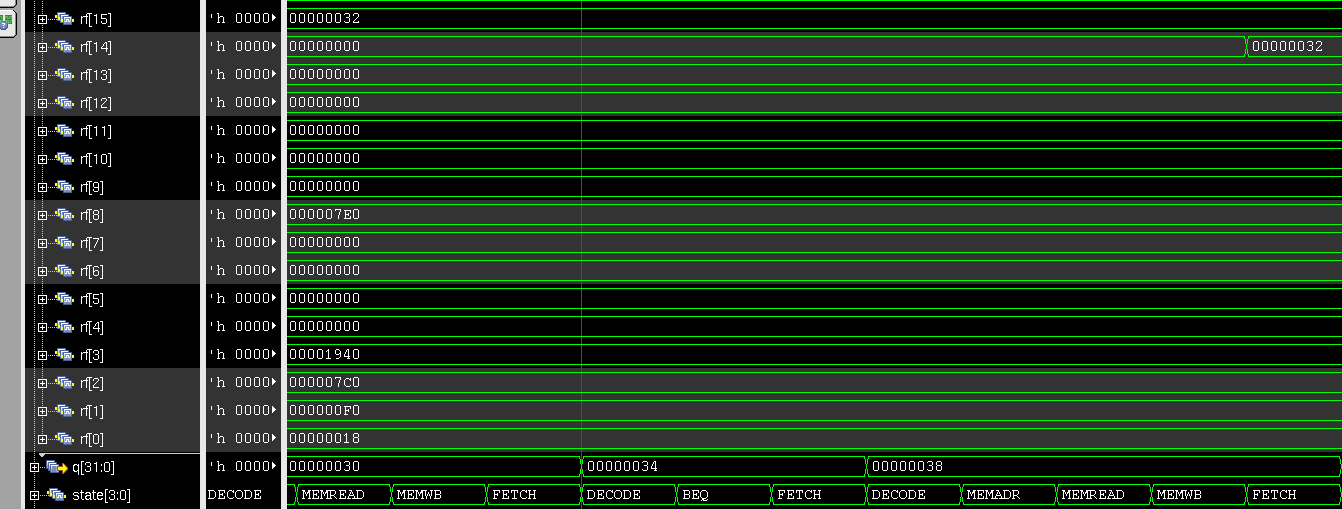 rf[15] 'h 0000 00000032
rf[14] 'h 0000 00000000 00000032
rf[13] 'h 0000 00000000
rf[12] 'h 0000 00000000
rf[11] 'h 0000 00000000
rf[10] 'h 0000 00000000
rf[9] 'h 0000 00000000
rf[8] 'h 0000 000007E0
rf[7] 'h 0000 00000000
rf[6] 'h 0000 00000000
rf[5] 'h 0000 00000000
rf[4] 'h 0000 00000000
rf[3] 'h 0000 00001940
rf[2] 'h 0000 000007C0
rf[1] 'h 0000 000000F0
rf[0] 'h 0000 00000018
q[31:0] 'h 0000 00000030 00000034 00000038
state[3:0] DECODE MEMREAD MEMWB FETCH DECODE BEQ FETCH DECODE MEMADR MEMREAD MEMWB FETCH